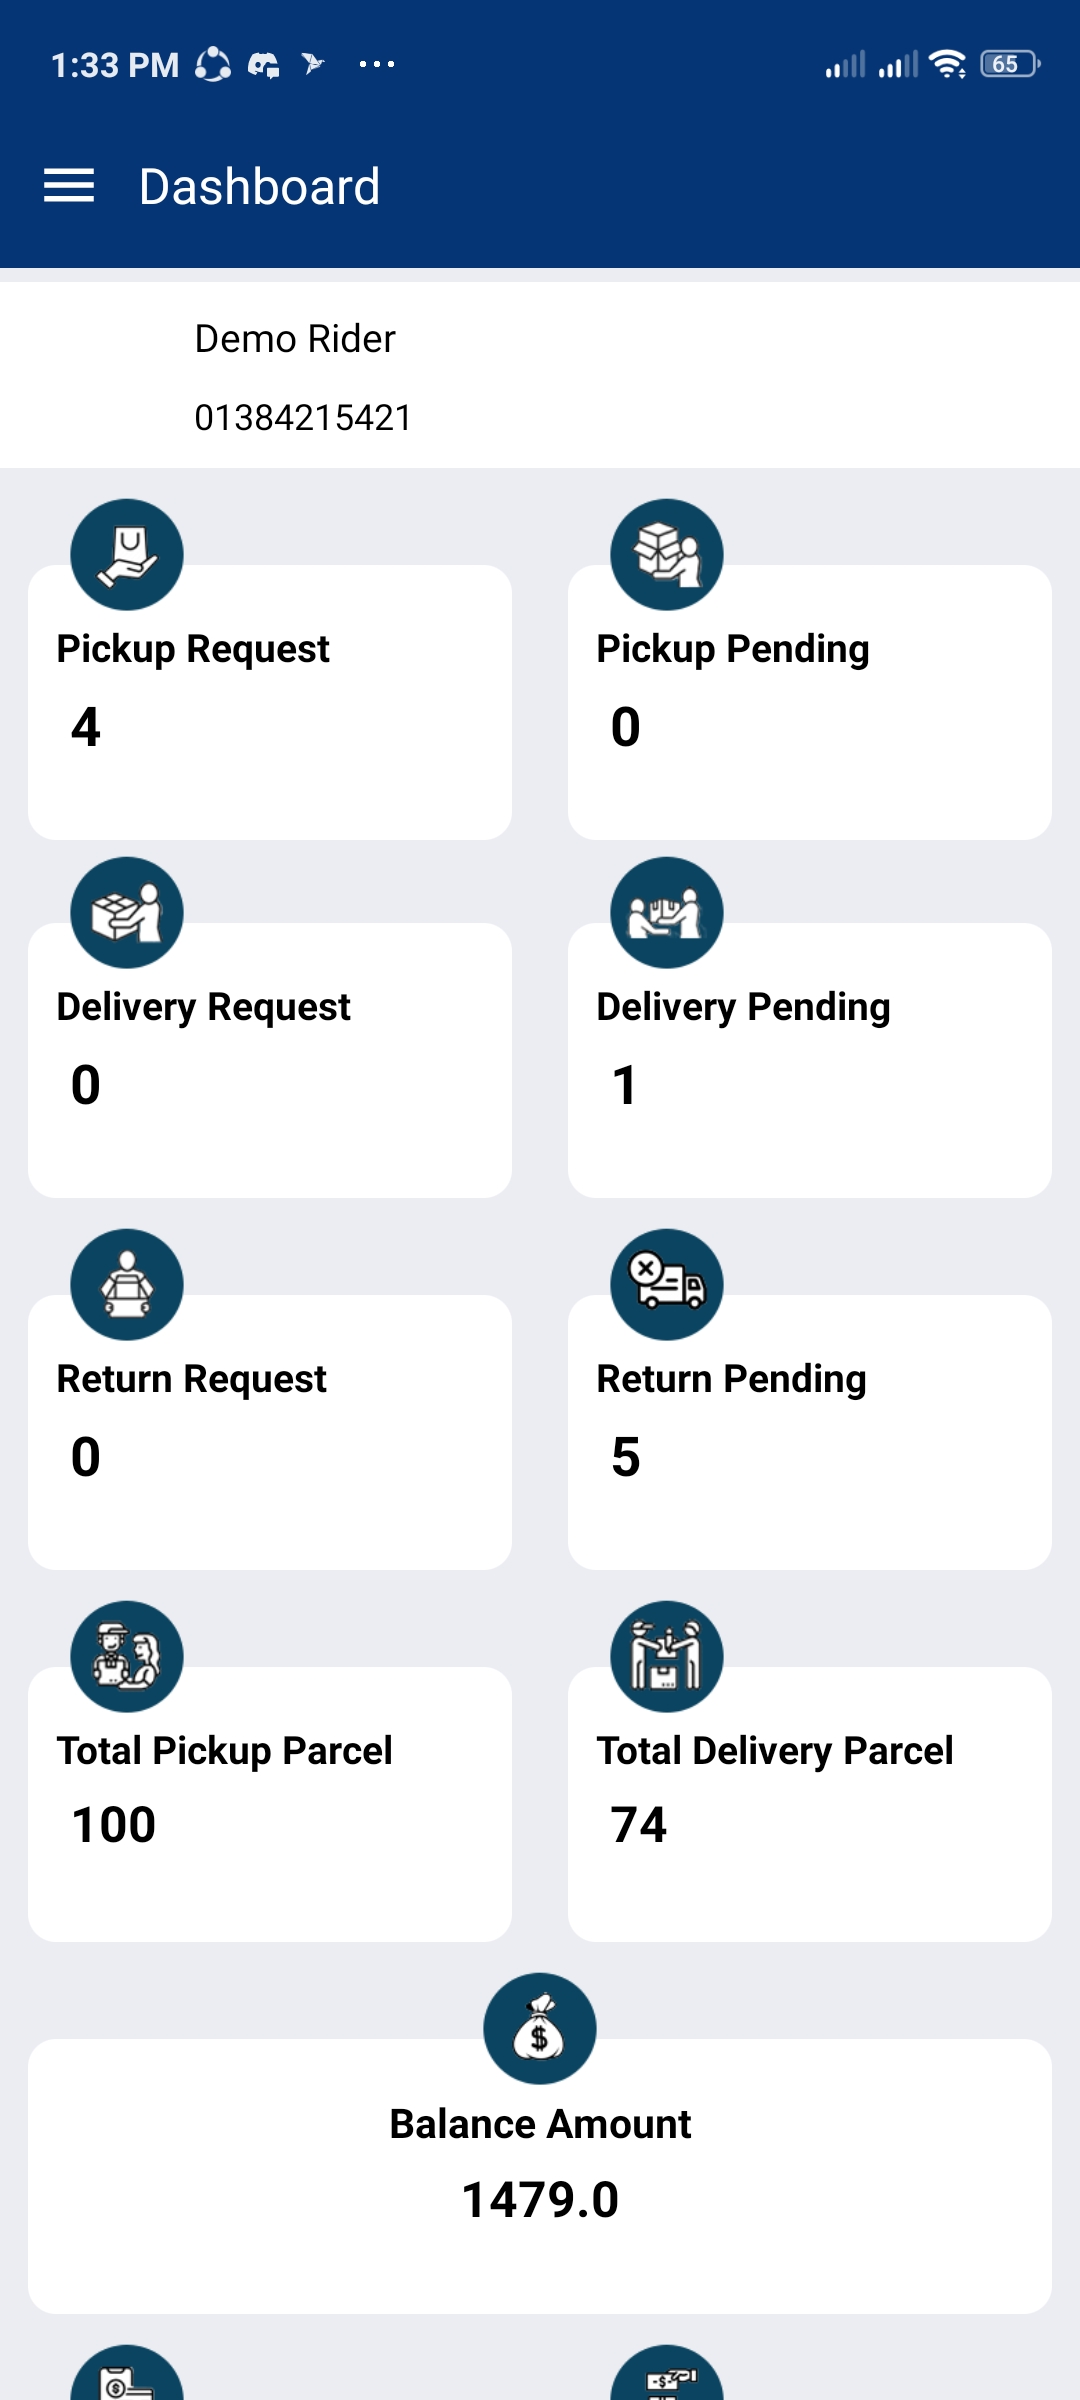 1:33 PM
65
Dashboard
Demo Rider
01384215421
Pickup Request
4
Pickup Pending
0
Delivery Request
0
Delivery Pending
1
Return Request
0
Return Pending
5
Total Pickup Parcel
100
Total Delivery Parcel
74
Balance Amount
1479.0